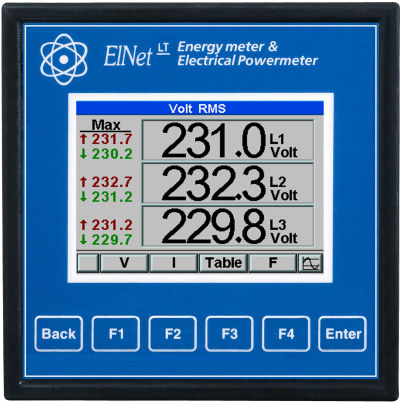 ElNet LT Energy meter &
Electrical Powermeter
Volt RMS
Max
↑ 231.7
↓ 230.2
231.0 L1
Volt
↑ 232.7
↓ 231.2
232.3 L2
Volt
↑ 231.2
↓ 229.7
229.8 L3
Volt
V I Table F
Back F1 F2 F3 F4 Enter